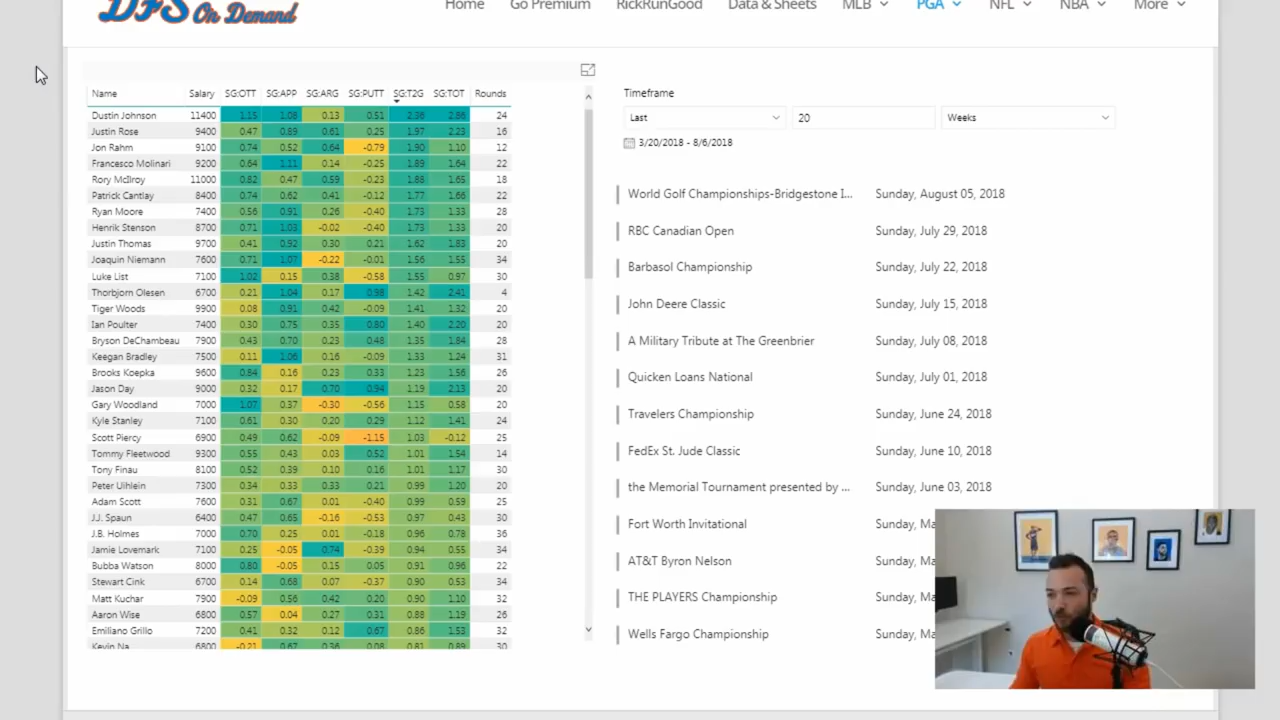 DFS On Demand
Home Go Premium RickRunGood Data & Sheets MLB PGA NFL NBA More
Name Salary SG:OTT SG:APP SG:ARG SG:PUTT SG:T2G SG:TOT Rounds
Dustin Johnson 11400 1.15 1.08 0.13 0.51 2.36 2.86 24
Justin Rose 9400 0.47 0.89 0.61 0.25 1.97 2.23 16
Jon Rahm 9100 0.74 0.52 0.64 -0.79 1.90 1.10 12
Francesco Molinari 9200 0.64 1.11 0.14 -0.25 1.89 1.64 22
Rory McIlroy 11000 0.82 0.47 0.59 -0.23 1.88 1.65 18
Patrick Cantlay 8400 0.74 0.62 0.41 -0.12 1.77 1.66 22
Ryan Moore 7400 0.56 0.91 0.26 -0.40 1.73 1.33 28
Henrik Stenson 8700 0.71 1.03 -0.02 -0.40 1.73 1.33 20
Justin Thomas 9700 0.41 0.92 0.30 0.21 1.62 1.83 20
Joaquin Niemann 7600 0.71 1.07 -0.22 -0.01 1.56 1.55 34
Luke List 7100 1.02 0.15 0.38 -0.58 1.55 0.97 30
Thorbjorn Olesen 6700 0.21 1.04 0.17 0.98 1.42 2.41 4
Tiger Woods 9900 0.08 0.91 0.42 -0.09 1.41 1.32 20
Ian Poulter 7400 0.30 0.75 0.35 0.80 1.40 2.20 20
Bryson DeChambeau 7900 0.43 0.70 0.23 0.48 1.35 1.84 28
Keegan Bradley 7500 0.11 1.06 0.16 -0.09 1.33 1.24 31
Brooks Koepka 9600 0.84 0.16 0.23 0.33 1.23 1.56 26
Jason Day 9000 0.32 0.17 0.70 0.94 1.19 2.13 20
Gary Woodland 7000 1.07 0.37 -0.30 -0.56 1.15 0.58 20
Kyle Stanley 7100 0.61 0.30 0.20 0.29 1.12 1.41 24
Scott Piercy 6900 0.49 0.62 -0.09 -1.15 1.03 -0.12 25
Tommy Fleetwood 9300 0.55 0.43 0.03 0.52 1.01 1.54 14
Tony Finau 8100 0.52 0.39 0.10 0.16 1.01 1.17 30
Peter Uihlein 7300 0.34 0.33 0.33 0.21 0.99 1.20 20
Adam Scott 7600 0.31 0.67 0.01 -0.40 0.99 0.59 25
J.J. Spaun 6400 0.47 0.65 -0.16 -0.53 0.97 0.43 30
J.B. Holmes 7000 0.70 0.25 0.01 -0.18 0.96 0.78 36
Jamie Lovemark 7100 0.25 -0.05 0.74 -0.39 0.94 0.55 34
Bubba Watson 8000 0.80 -0.05 0.15 0.05 0.91 0.96 22
Stewart Cink 6700 0.14 0.68 0.07 -0.37 0.90 0.53 34
Matt Kuchar 7900 -0.09 0.56 0.42 0.20 0.90 1.10 32
Aaron Wise 6800 0.57 0.04 0.27 0.31 0.88 1.19 26
Emiliano Grillo 7200 0.41 0.32 0.12 0.67 0.86 1.53 32
Kevin Na 6800 -0.21 0.67 0.36 0.08 0.81 0.89 30
Timeframe
Last 20 Weeks
3/20/2018 - 8/6/2018
World Golf Championships-Bridgestone I... Sunday, August 05, 2018
RBC Canadian Open Sunday, July 29, 2018
Barbasol Championship Sunday, July 22, 2018
John Deere Classic Sunday, July 15, 2018
A Military Tribute at The Greenbrier Sunday, July 08, 2018
Quicken Loans National Sunday, July 01, 2018
Travelers Championship Sunday, June 24, 2018
FedEx St. Jude Classic Sunday, June 10, 2018
the Memorial Tournament presented by ... Sunday, June 03, 2018
Fort Worth Invitational Sunday, Ma
AT&T Byron Nelson Sunday, Ma
THE PLAYERS Championship Sunday, Ma
Wells Fargo Championship Sunday, Ma